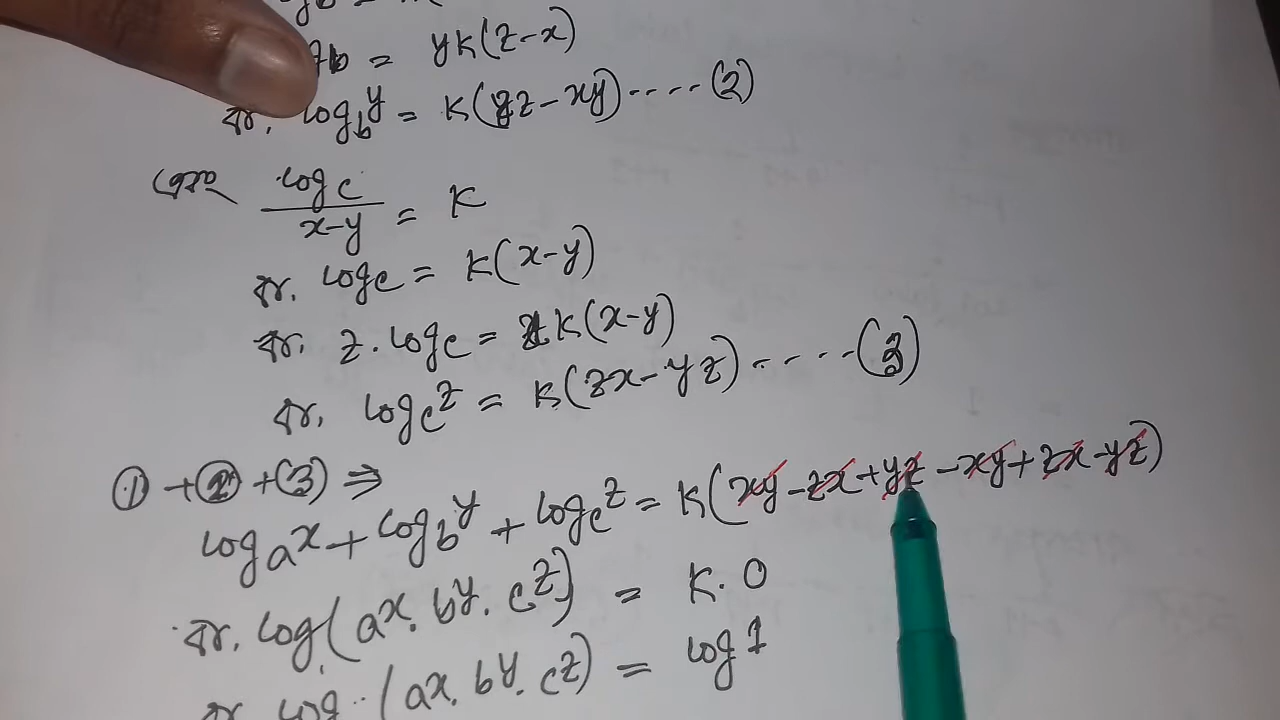 = yk(z-x)
বা, log b^y = k(yz-xy)....(2)
log c / x-y = k
বা, log c = k(x-y)
বা, z.log c = zk(x-y)
বা, log c^z = k(zx-yz)....(3)
(1)+(2)+(3) ⇒
log a^x + log b^y + log c^z = k(xy-zx+yz-xy+zx-yz)
বা, log(a^x.b^y.c^z) = k.0
বা, log(a^x.b^y.c^z) = log 1